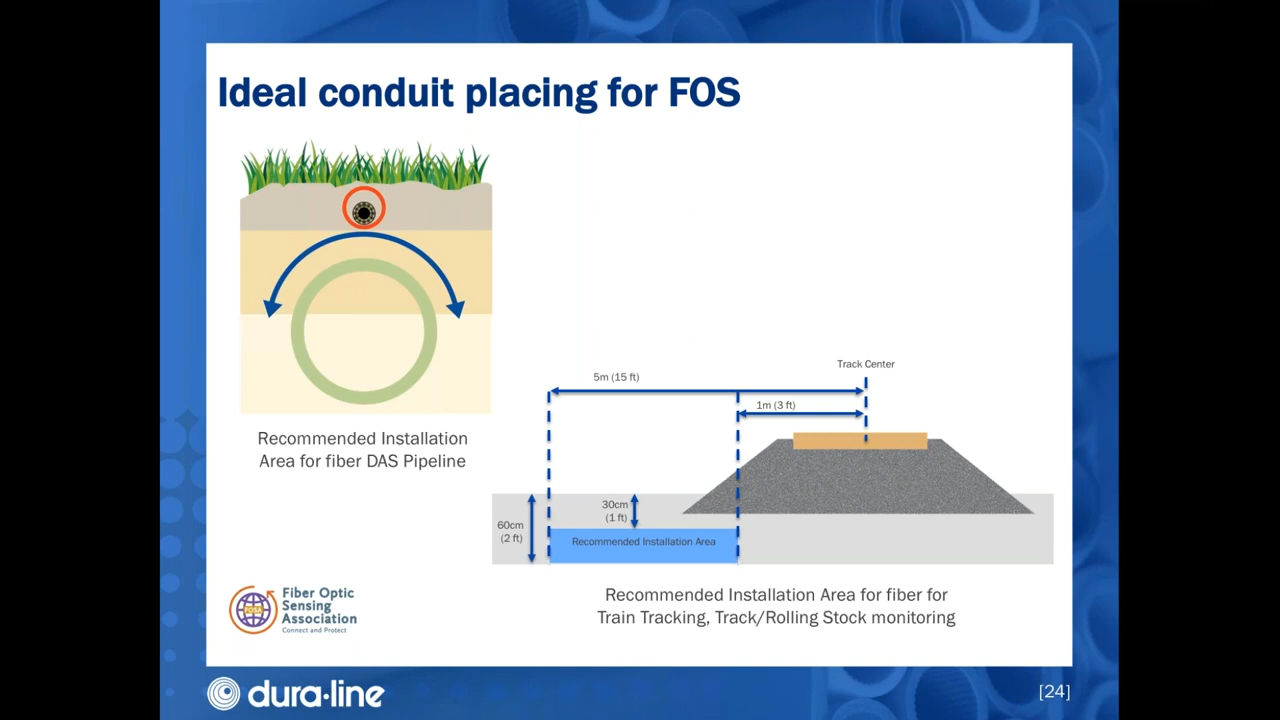 Ideal conduit placing for FOS
Recommended Installation
Area for fiber DAS Pipeline
Track Center
5m (15 ft)
1m (3 ft)
30cm
(1 ft)
60cm
(2 ft)
Recommended Installation Area
Recommended Installation Area for fiber for
Train Tracking, Track/Rolling Stock monitoring
FOSA
Fiber Optic
Sensing
Association
Connect and Protect
dura·line
[24]